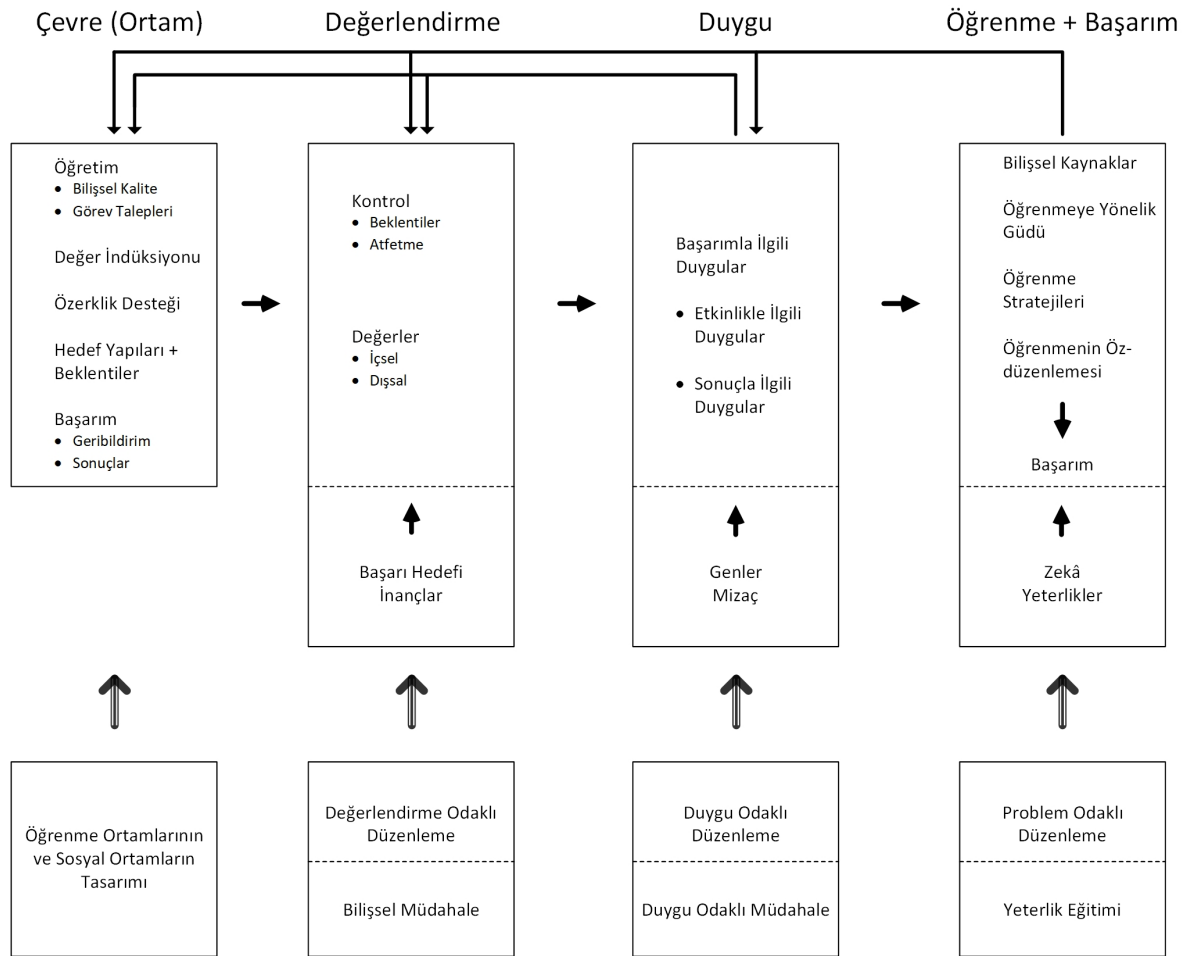 Çevre (Ortam)
Değerlendirme
Duygu
Öğrenme + Başarım
Öğretim
• Bilişsel Kalite
• Görev Talepleri
Değer İndüksiyonu
Özerklik Desteği
Hedef Yapıları +
Beklentiler
Başarım
• Geribildirim
• Sonuçlar
Kontrol
• Beklentiler
• Atfetme
Değerler
• İçsel
• Dışsal
Başarı Hedefi
İnançlar
Başarımla İlgili
Duygular
• Etkinlikle İlgili
Duygular
• Sonuçla İlgili
Duygular
Genler
Mizaç
Bilişsel Kaynaklar
Öğrenmeye Yönelik
Güdü
Öğrenme
Stratejileri
Öğrenmenin Öz-
düzenlemesi
Başarım
Zekâ
Yeterlikler
Öğrenme Ortamlarının
ve Sosyal Ortamların
Tasarımı
Değerlendirme Odaklı
Düzenleme
Bilişsel Müdahale
Duygu Odaklı
Düzenleme
Duygu Odaklı Müdahale
Problem Odaklı
Düzenleme
Yeterlik Eğitimi